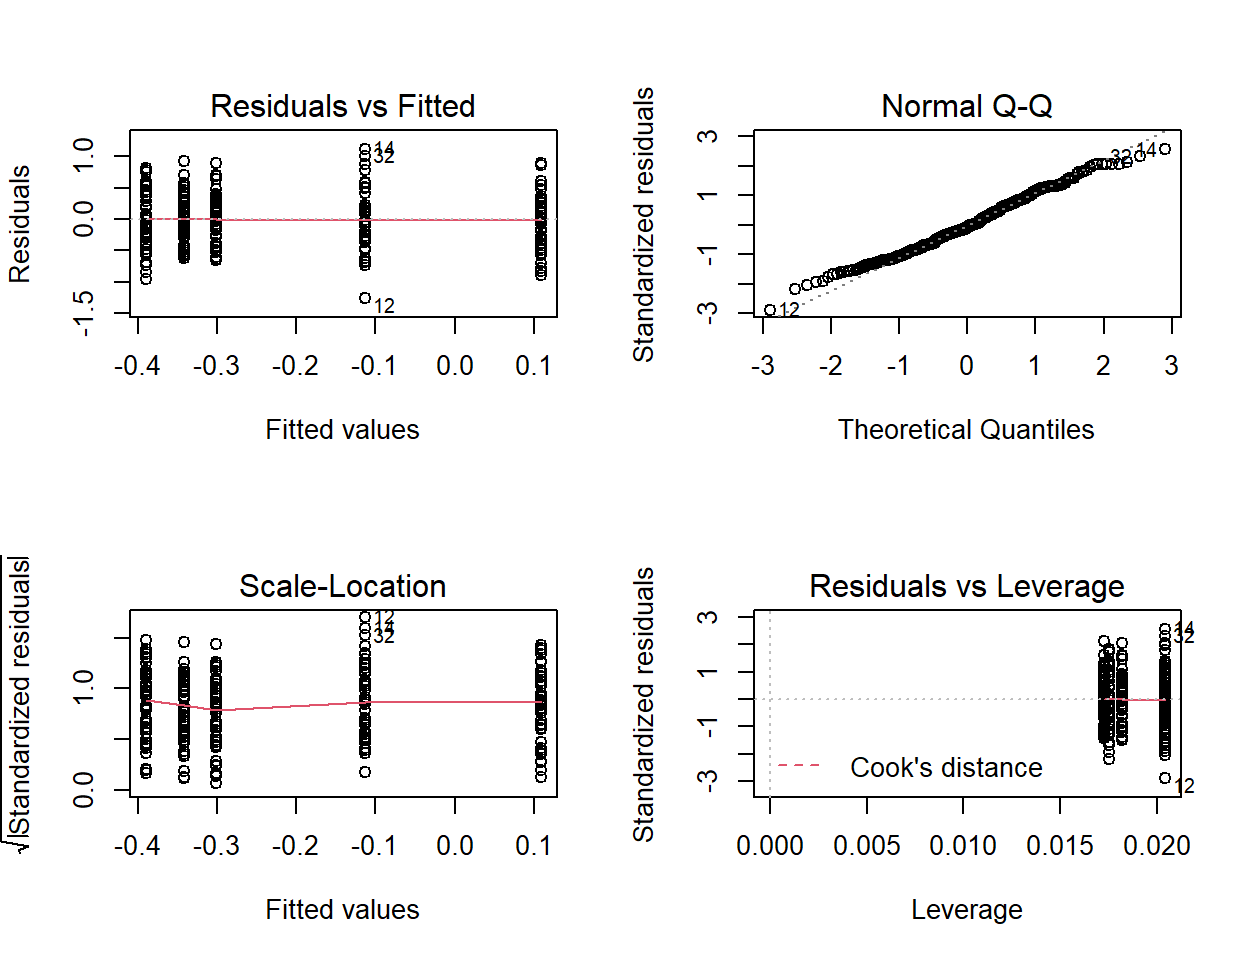 Residuals vs Fitted
Residuals
1.0
0.0
-1.5
14
32
12
-0.4 -0.3 -0.2 -0.1 0.0 0.1
Fitted values
Normal Q-Q
Standardized residuals
3
1
-1
-3
32
14
12
-3 -2 -1 0 1 2 3
Theoretical Quantiles
Scale-Location
√|Standardized residuals|
1.0
0.0
12
14
32
-0.4 -0.3 -0.2 -0.1 0.0 0.1
Fitted values
Residuals vs Leverage
Standardized residuals
3
1
-1
-3
14
32
12
Cook's distance
0.000 0.005 0.010 0.015 0.020
Leverage